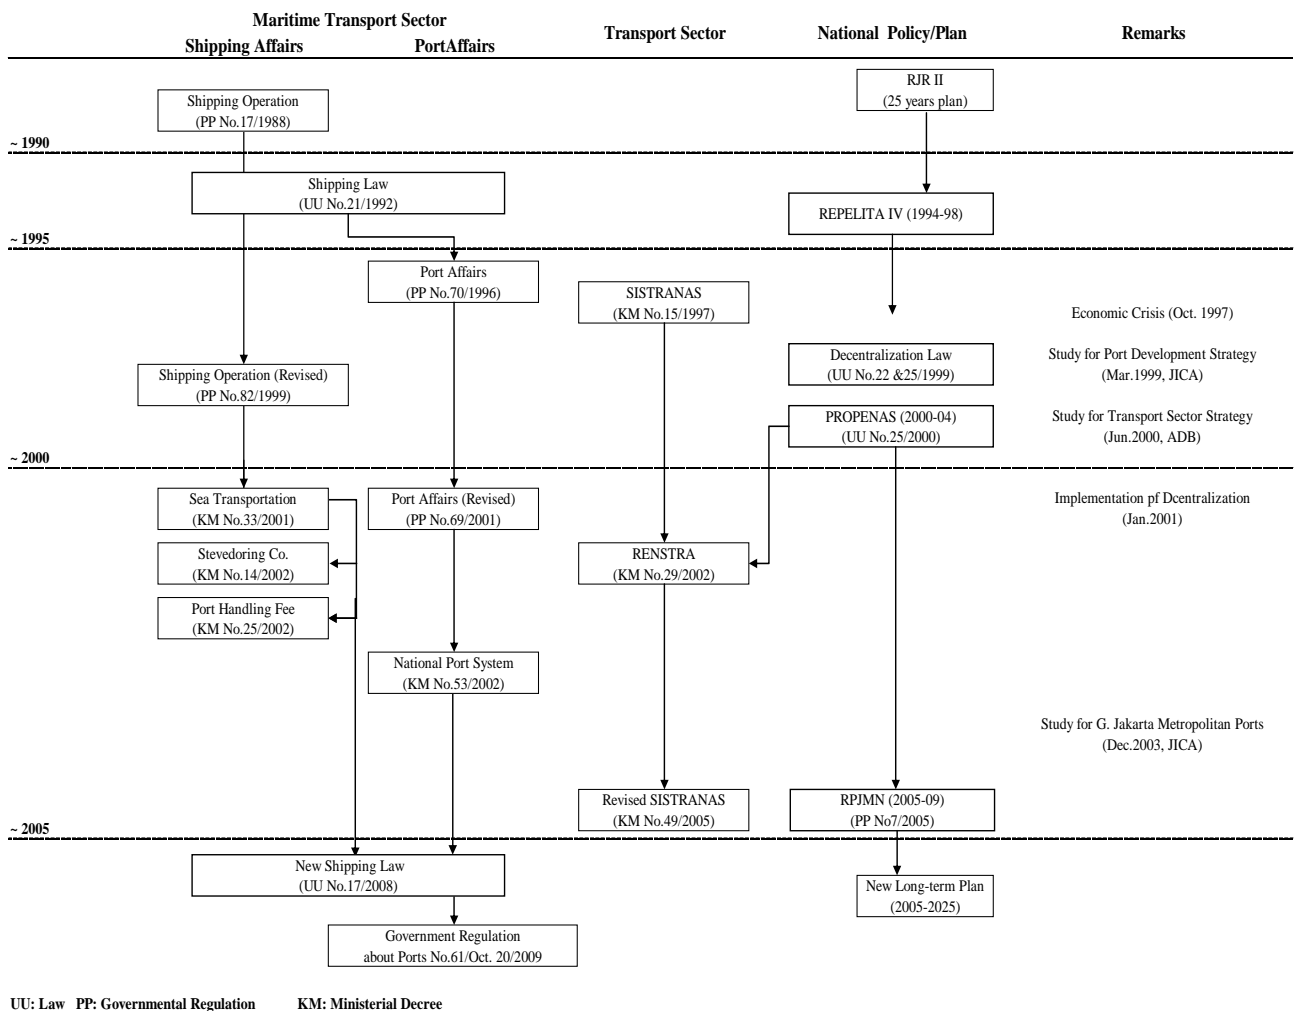 Maritime Transport Sector
Shipping Affairs
PortAffairs
Transport Sector
National Policy/Plan
Remarks
RJR II
(25 years plan)
Shipping Operation
(PP No.17/1988)
~ 1990
Shipping Law
(UU No.21/1992)
REPELITA IV (1994-98)
~ 1995
Port Affairs
(PP No.70/1996)
SISTRANAS
(KM No.15/1997)
Economic Crisis (Oct. 1997)
Decentralization Law
(UU No.22 &25/1999)
Study for Port Development Strategy
(Mar.1999, JICA)
Shipping Operation (Revised)
(PP No.82/1999)
PROPENAS (2000-04)
(UU No.25/2000)
Study for Transport Sector Strategy
(Jun.2000, ADB)
~ 2000
Sea Transportation
(KM No.33/2001)
Port Affairs (Revised)
(PP No.69/2001)
Implementation pf Dcentralization
(Jan.2001)
Stevedoring Co.
(KM No.14/2002)
RENSTRA
(KM No.29/2002)
Port Handling Fee
(KM No.25/2002)
National Port System
(KM No.53/2002)
Study for G. Jakarta Metropolitan Ports
(Dec.2003, JICA)
Revised SISTRANAS
(KM No.49/2005)
RPJMN (2005-09)
(PP No7/2005)
~ 2005
New Shipping Law
(UU No.17/2008)
New Long-term Plan
(2005-2025)
Government Regulation
about Ports No.61/Oct. 20/2009
UU: Law PP: Governmental Regulation KM: Ministerial Decree